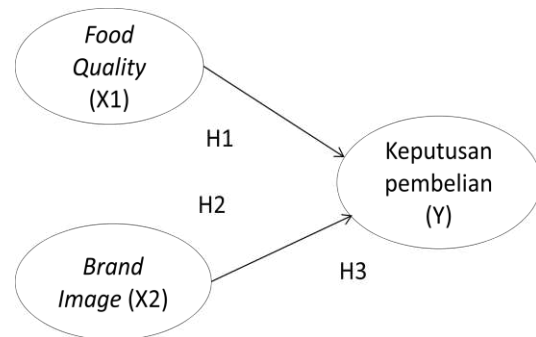 Food
Quality
(X1)
H1
Keputusan
pembelian
(Y)
H2
Brand
Image (X2)
H3